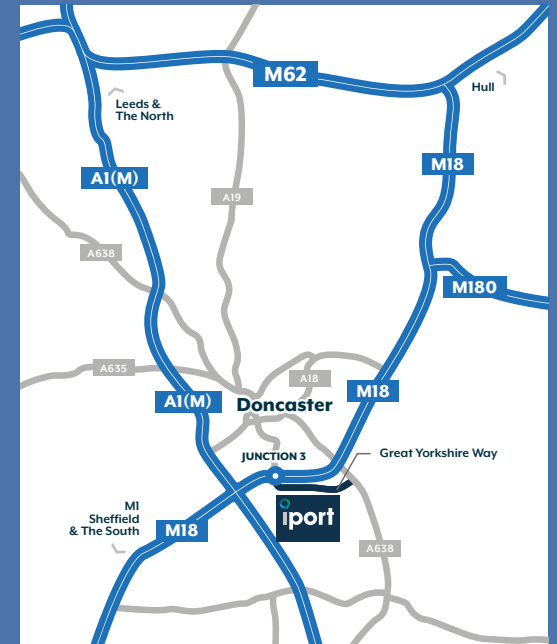 M62
Hull
Leeds &
The North
M18
A1(M)
A19
A638
M180
A635
A18
M18
A1(M)
Doncaster
JUNCTION 3
Great Yorkshire Way
M1
Sheffield
& The South
M18
iport
A638